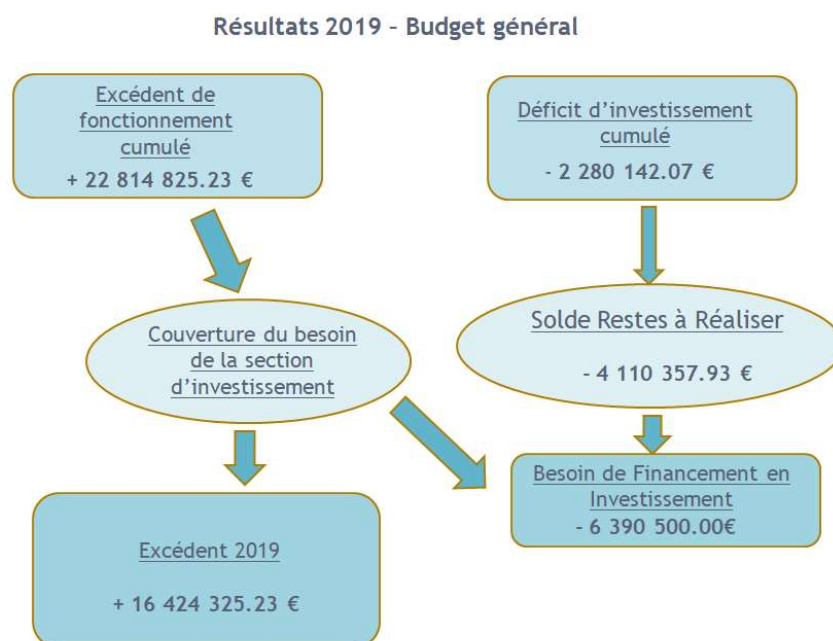 Résultats 2019 – Budget général
Excédent de
fonctionnement
cumulé
+ 22 814 825.23 €
Déficit d'investissement
cumulé
- 2 280 142.07 €
Couverture du besoin
de la section
d'investissement
Solde Restes à Réaliser
- 4 110 357.93 €
Besoin de Financement en
Investissement
- 6 390 500.00€
Excédent 2019
+ 16 424 325.23 €